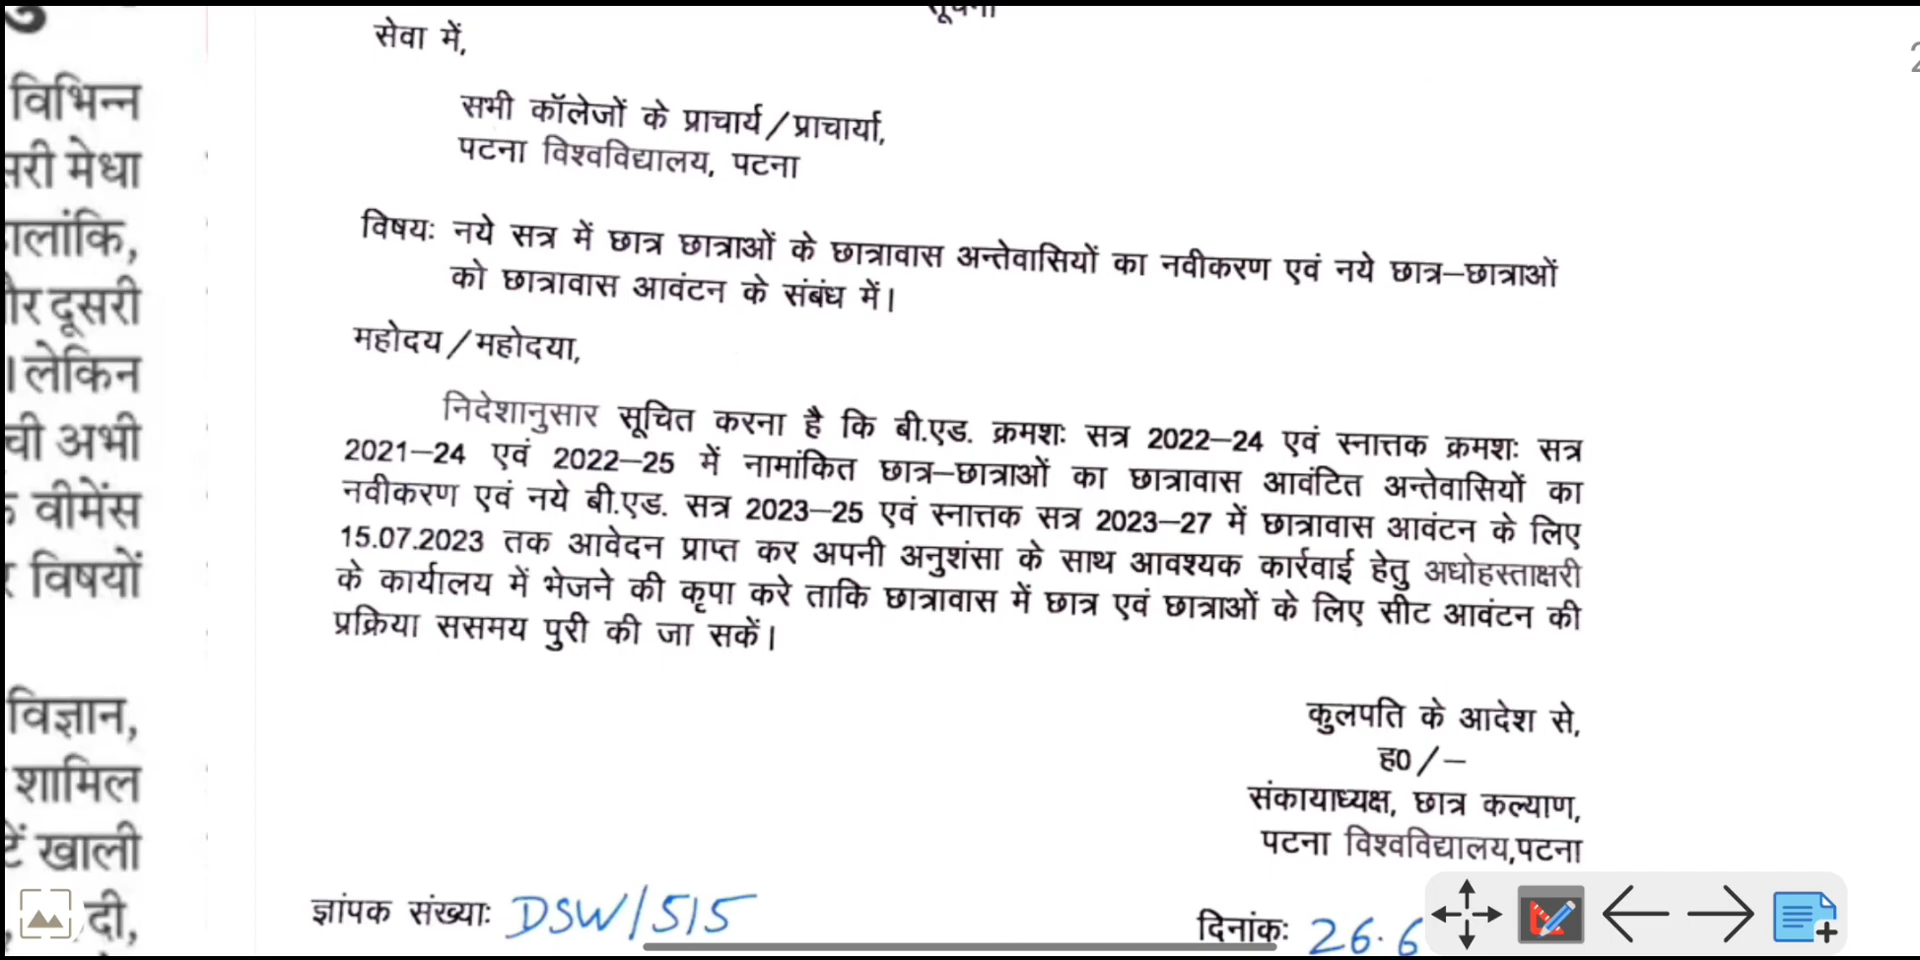 विभिन्न
सरी मेधा
लांकि,
दूसरी
लेकिन
अभी
वीमेंस
विषयों
विज्ञान,
शामिल
खाली
दी,
सूचना
सेवा में,
सभी कॉलेजों के प्राचार्य/प्राचार्या,
पटना विश्वविद्यालय, पटना
विषयः नये सत्र में छात्र छात्राओं के छात्रावास अन्तेवासियों का नवीकरण एवं नये छात्र–छात्राओं
को छात्रावास आवंटन के संबंध में।
महोदय/महोदया,
निदेशानुसार सूचित करना है कि बी.एड. क्रमशः सत्र 2022–24 एवं स्नात्तक क्रमशः सत्र
2021–24 एवं 2022–25 में नामांकित छात्र–छात्राओं का छात्रावास आवंटित अन्तेवासियों का
नवीकरण एवं नये बी.एड. सत्र 2023–25 एवं स्नात्तक सत्र 2023–27 में छात्रावास आवंटन के लिए
15.07.2023 तक आवेदन प्राप्त कर अपनी अनुशंसा के साथ आवश्यक कार्रवाई हेतु अधोहस्ताक्षरी
के कार्यालय में भेजने की कृपा करे ताकि छात्रावास में छात्र एवं छात्राओं के लिए सीट आवंटन की
प्रक्रिया ससमय पुरी की जा सकें।
कुलपति के आदेश से,
ह0/–
संकायाध्यक्ष, छात्र कल्याण,
पटना विश्वविद्यालय,पटना
ज्ञांपक संख्याः DSW/515
दिनांकः 26.6